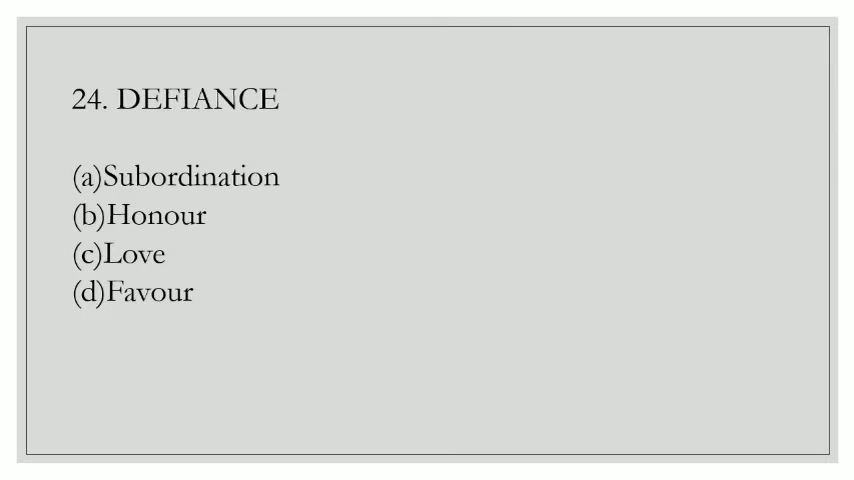 24. DEFIANCE
(a)Subordination
(b)Honour
(c)Love
(d)Favour